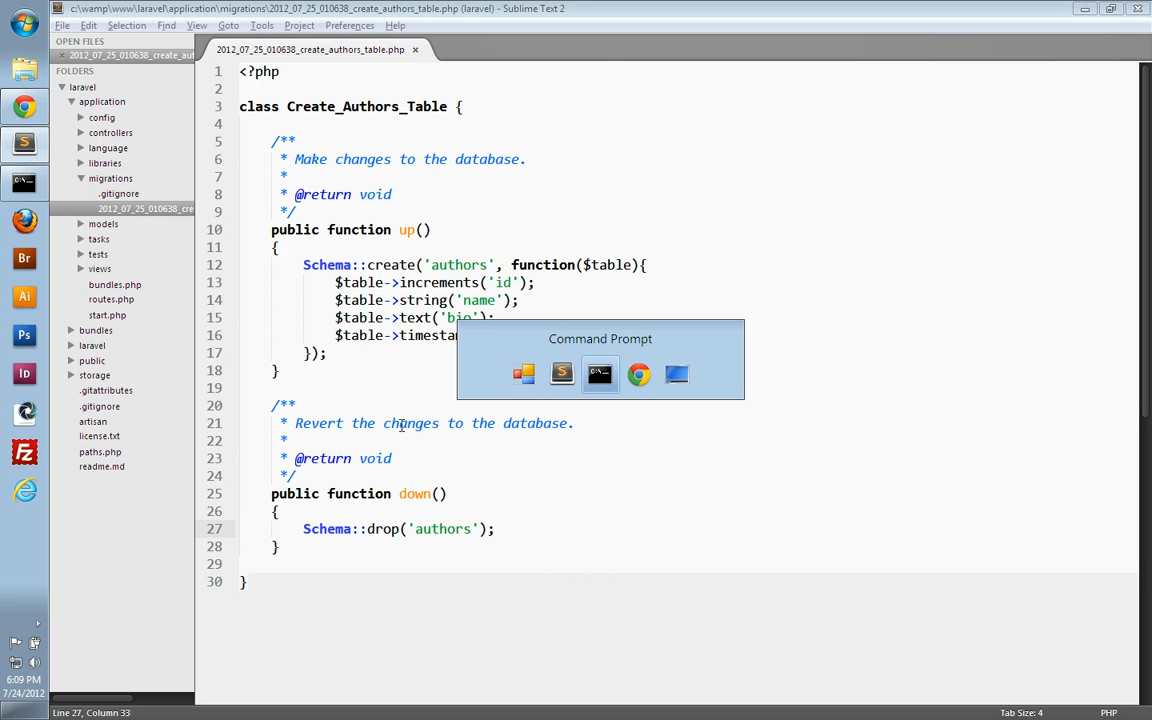 c:\wamp\www\laravel\application\migrations\2012_07_25_010638_create_authors_table.php (laravel) - Sublime Text 2
File Edit Selection Find View Goto Tools Project Preferences Help
OPEN FILES
2012_07_25_010638_create_aut
FOLDERS
laravel
application
config
controllers
language
libraries
migrations
.gitignore
2012_07_25_010638_cre
models
tasks
tests
views
bundles.php
routes.php
start.php
bundles
laravel
public
storage
.gitattributes
.gitignore
artisan
license.txt
paths.php
readme.md
2012_07_25_010638_create_authors_table.php
1 <?php
2
3 class Create_Authors_Table {
4
5 /**
6 * Make changes to the database.
7 *
8 * @return void
9 */
10 public function up()
11 {
12 Schema::create('authors', function($table){
13 $table->increments('id');
14 $table->string('name');
15 $table->text('bio');
16 $table->timestam
17 });
18 }
19
20 /**
21 * Revert the changes to the database.
22 *
23 * @return void
24 */
25 public function down()
26 {
27 Schema::drop('authors');
28 }
29
30 }
Command Prompt
C:\
Br
Ai
Ps
Id
Fz
6:09 PM
7/24/2012
Line 27, Column 33
Tab Size: 4
PHP